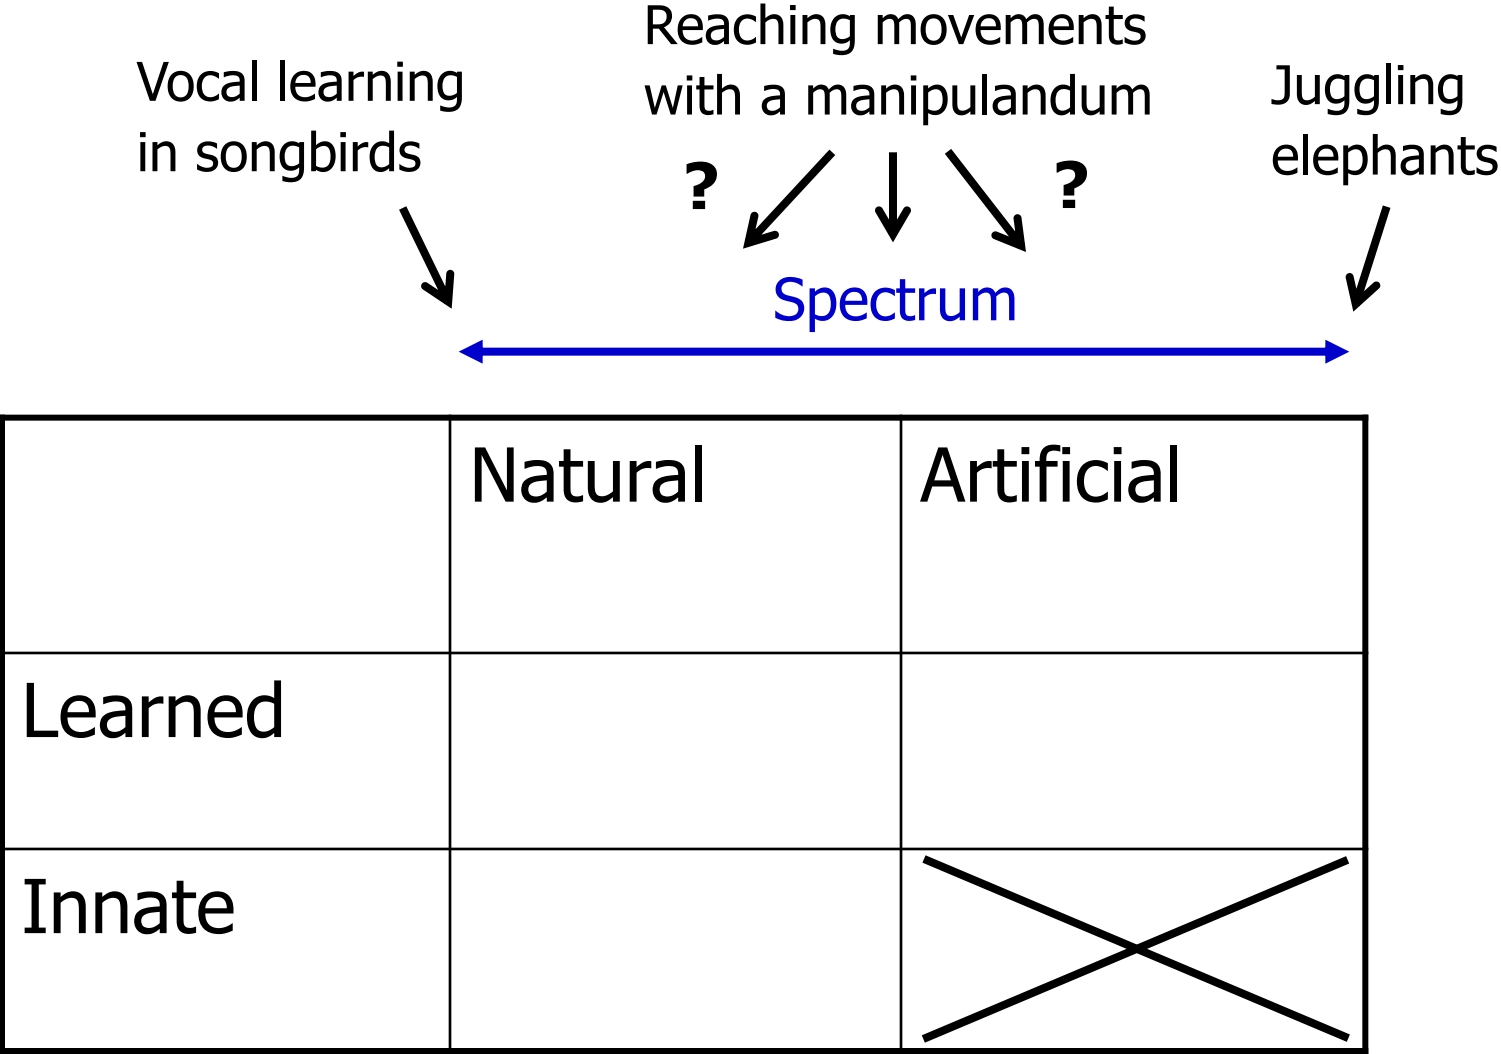 Vocal learning
in songbirds
Reaching movements
with a manipulandum
? ?
Juggling
elephants
Spectrum
Natural Artificial
Learned
Innate